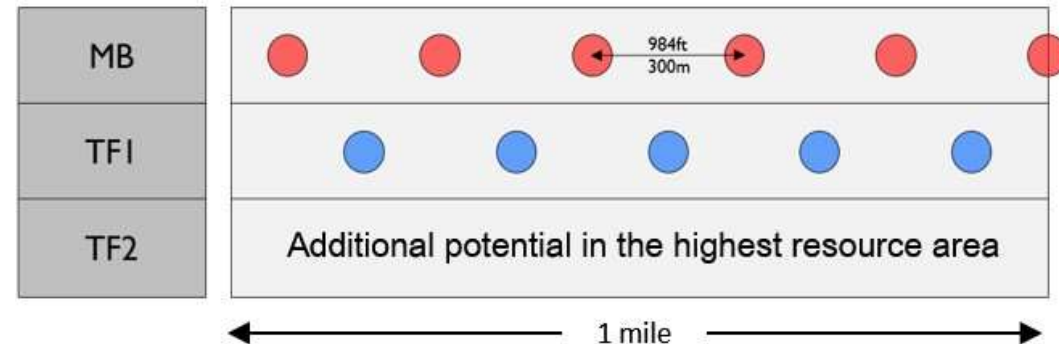 MB
984ft
300m
TF1
TF2
Additional potential in the highest resource area
1 mile